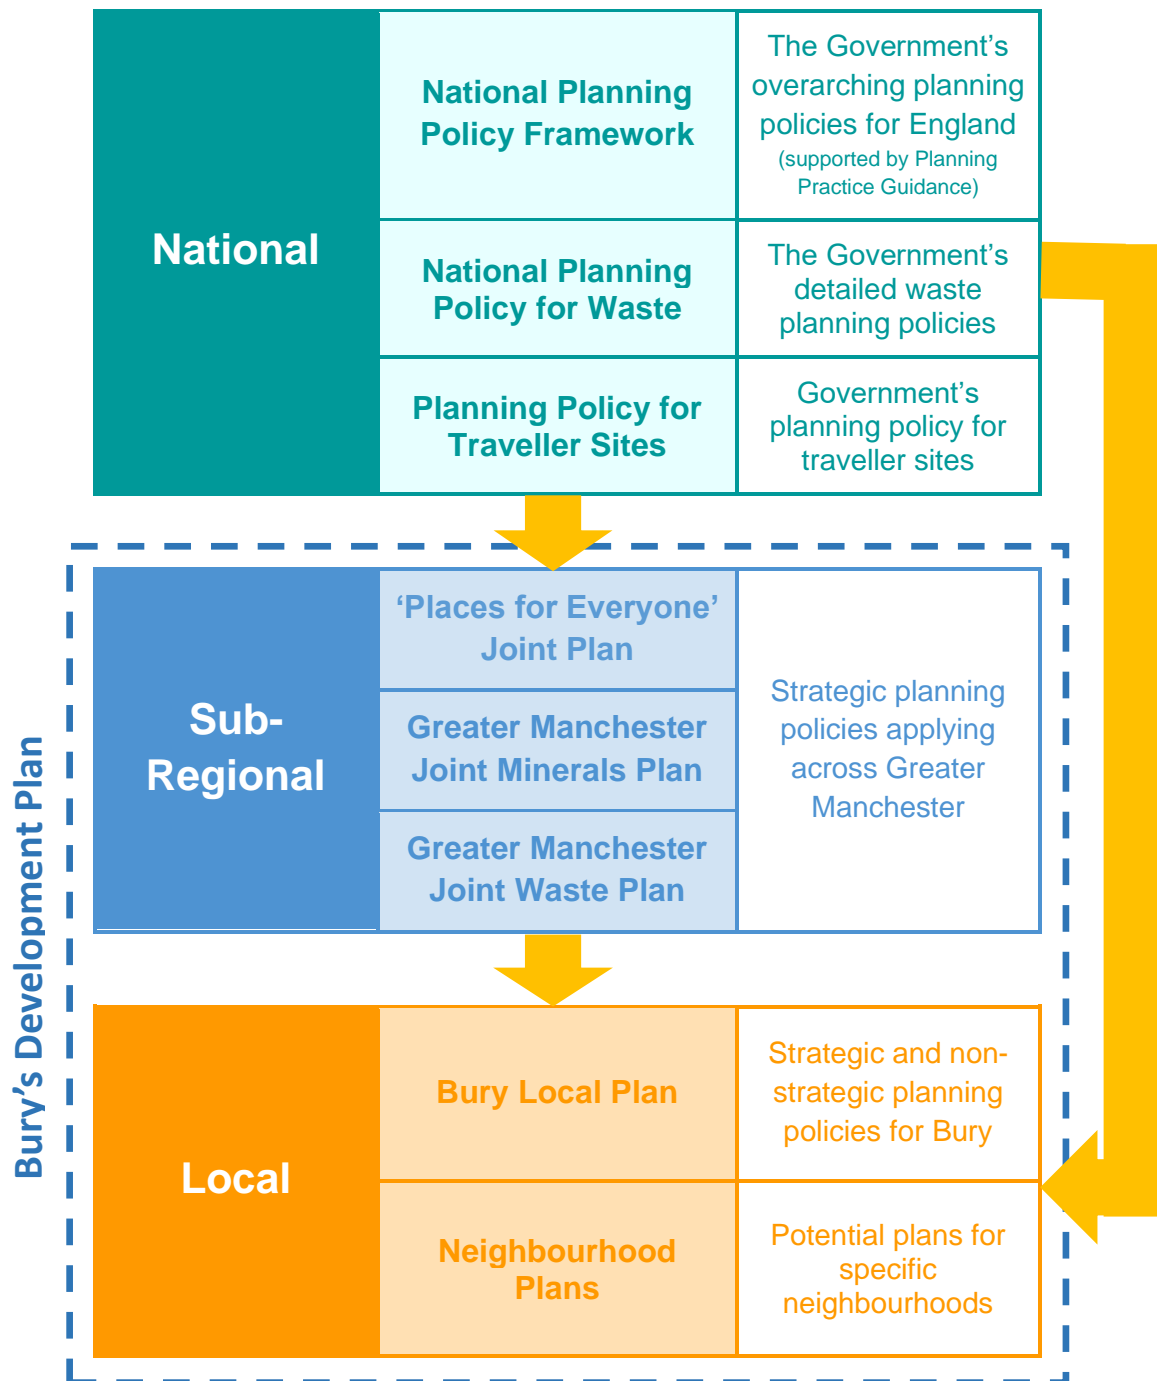 National
National Planning
Policy Framework
The Government’s
overarching planning
policies for England
(supported by Planning
Practice Guidance)
National Planning
Policy for Waste
The Government’s
detailed waste
planning policies
Planning Policy for
Traveller Sites
Government’s
planning policy for
traveller sites
Bury’s Development Plan
Sub-
Regional
‘Places for Everyone’
Joint Plan
Greater Manchester
Joint Minerals Plan
Greater Manchester
Joint Waste Plan
Strategic planning
policies applying
across Greater
Manchester
Local
Bury Local Plan
Strategic and non-
strategic planning
policies for Bury
Neighbourhood
Plans
Potential plans for
specific
neighbourhoods